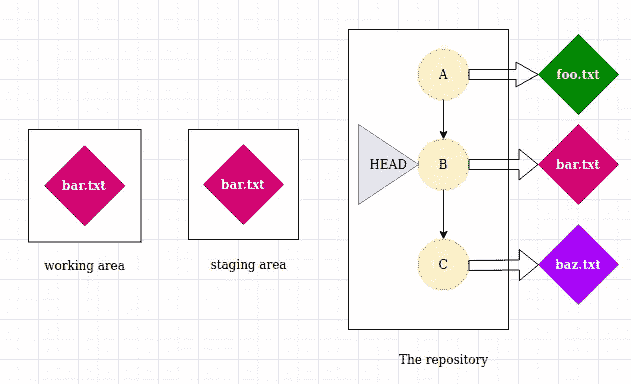 bar.txt
working area
bar.txt
staging area
A
foo.txt
HEAD
B
bar.txt
C
baz.txt
The repository